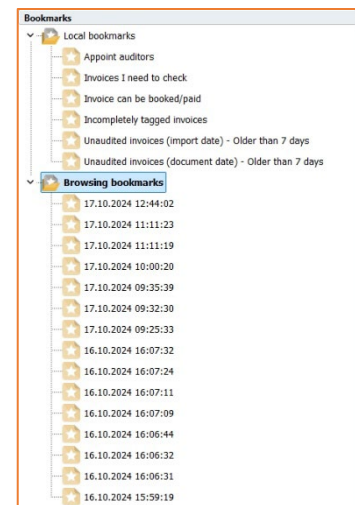 Bookmarks
Local bookmarks
Appoint auditors
Invoices I need to check
Invoice can be booked/paid
Incompletely tagged invoices
Unaudited invoices (import date) - Older than 7 days
Unaudited invoices (document date) - Older than 7 days
Browsing bookmarks
17.10.2024 12:44:02
17.10.2024 11:11:23
17.10.2024 11:11:19
17.10.2024 10:00:20
17.10.2024 09:35:39
17.10.2024 09:32:30
17.10.2024 09:25:33
16.10.2024 16:07:32
16.10.2024 16:07:24
16.10.2024 16:07:11
16.10.2024 16:07:09
16.10.2024 16:06:44
16.10.2024 16:06:32
16.10.2024 16:06:31
16.10.2024 15:59:19